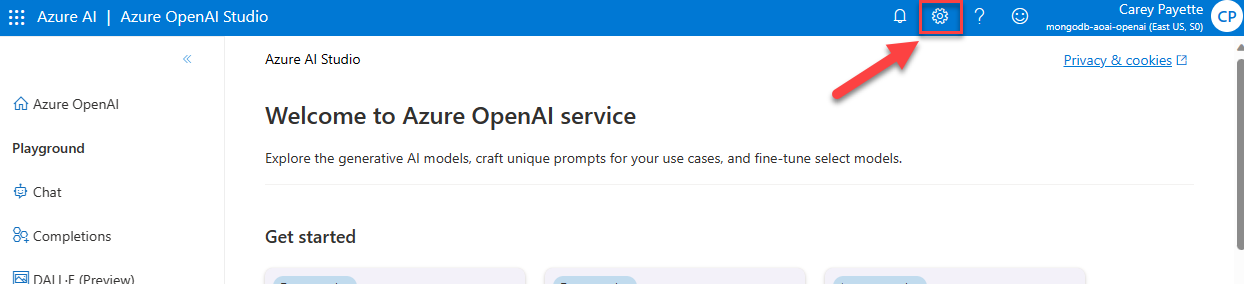 Azure AI | Azure OpenAI Studio
Carey Payette
mongodb-aoai-openai (East US, S0)
CP
Azure AI Studio
Privacy & cookies
Azure OpenAI
Welcome to Azure OpenAI service
Playground
Explore the generative AI models, craft unique prompts for your use cases, and fine-tune select models.
Chat
Completions
Get started
DALL·E (Preview)